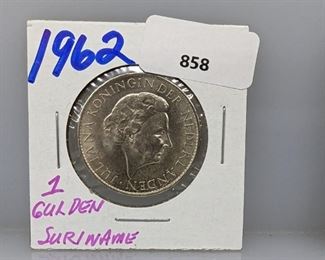 1962
858
JULIANA KONINGIN DER NEDERLANDEN
1
GULDEN
SURINAME